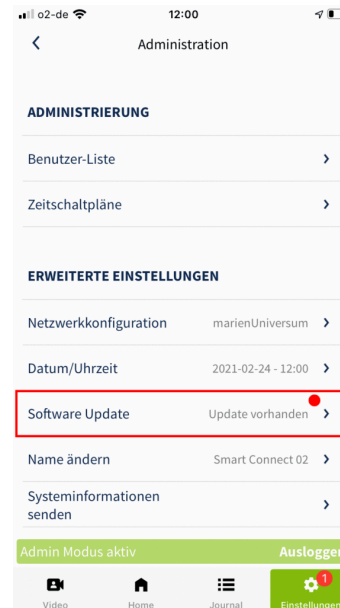 o2-de 12:00
Administration
ADMINISTRIERUNG
Benutzer-Liste
Zeitschaltpläne
ERWEITERTE EINSTELLUNGEN
Netzwerkkonfiguration marienUniversum
Datum/Uhrzeit 2021-02-24 - 12:00
Software Update Update vorhanden
Name ändern Smart Connect 02
Systeminformationen
senden
Admin Modus aktiv Auslogger
1
Video Home Journal Einstellungen